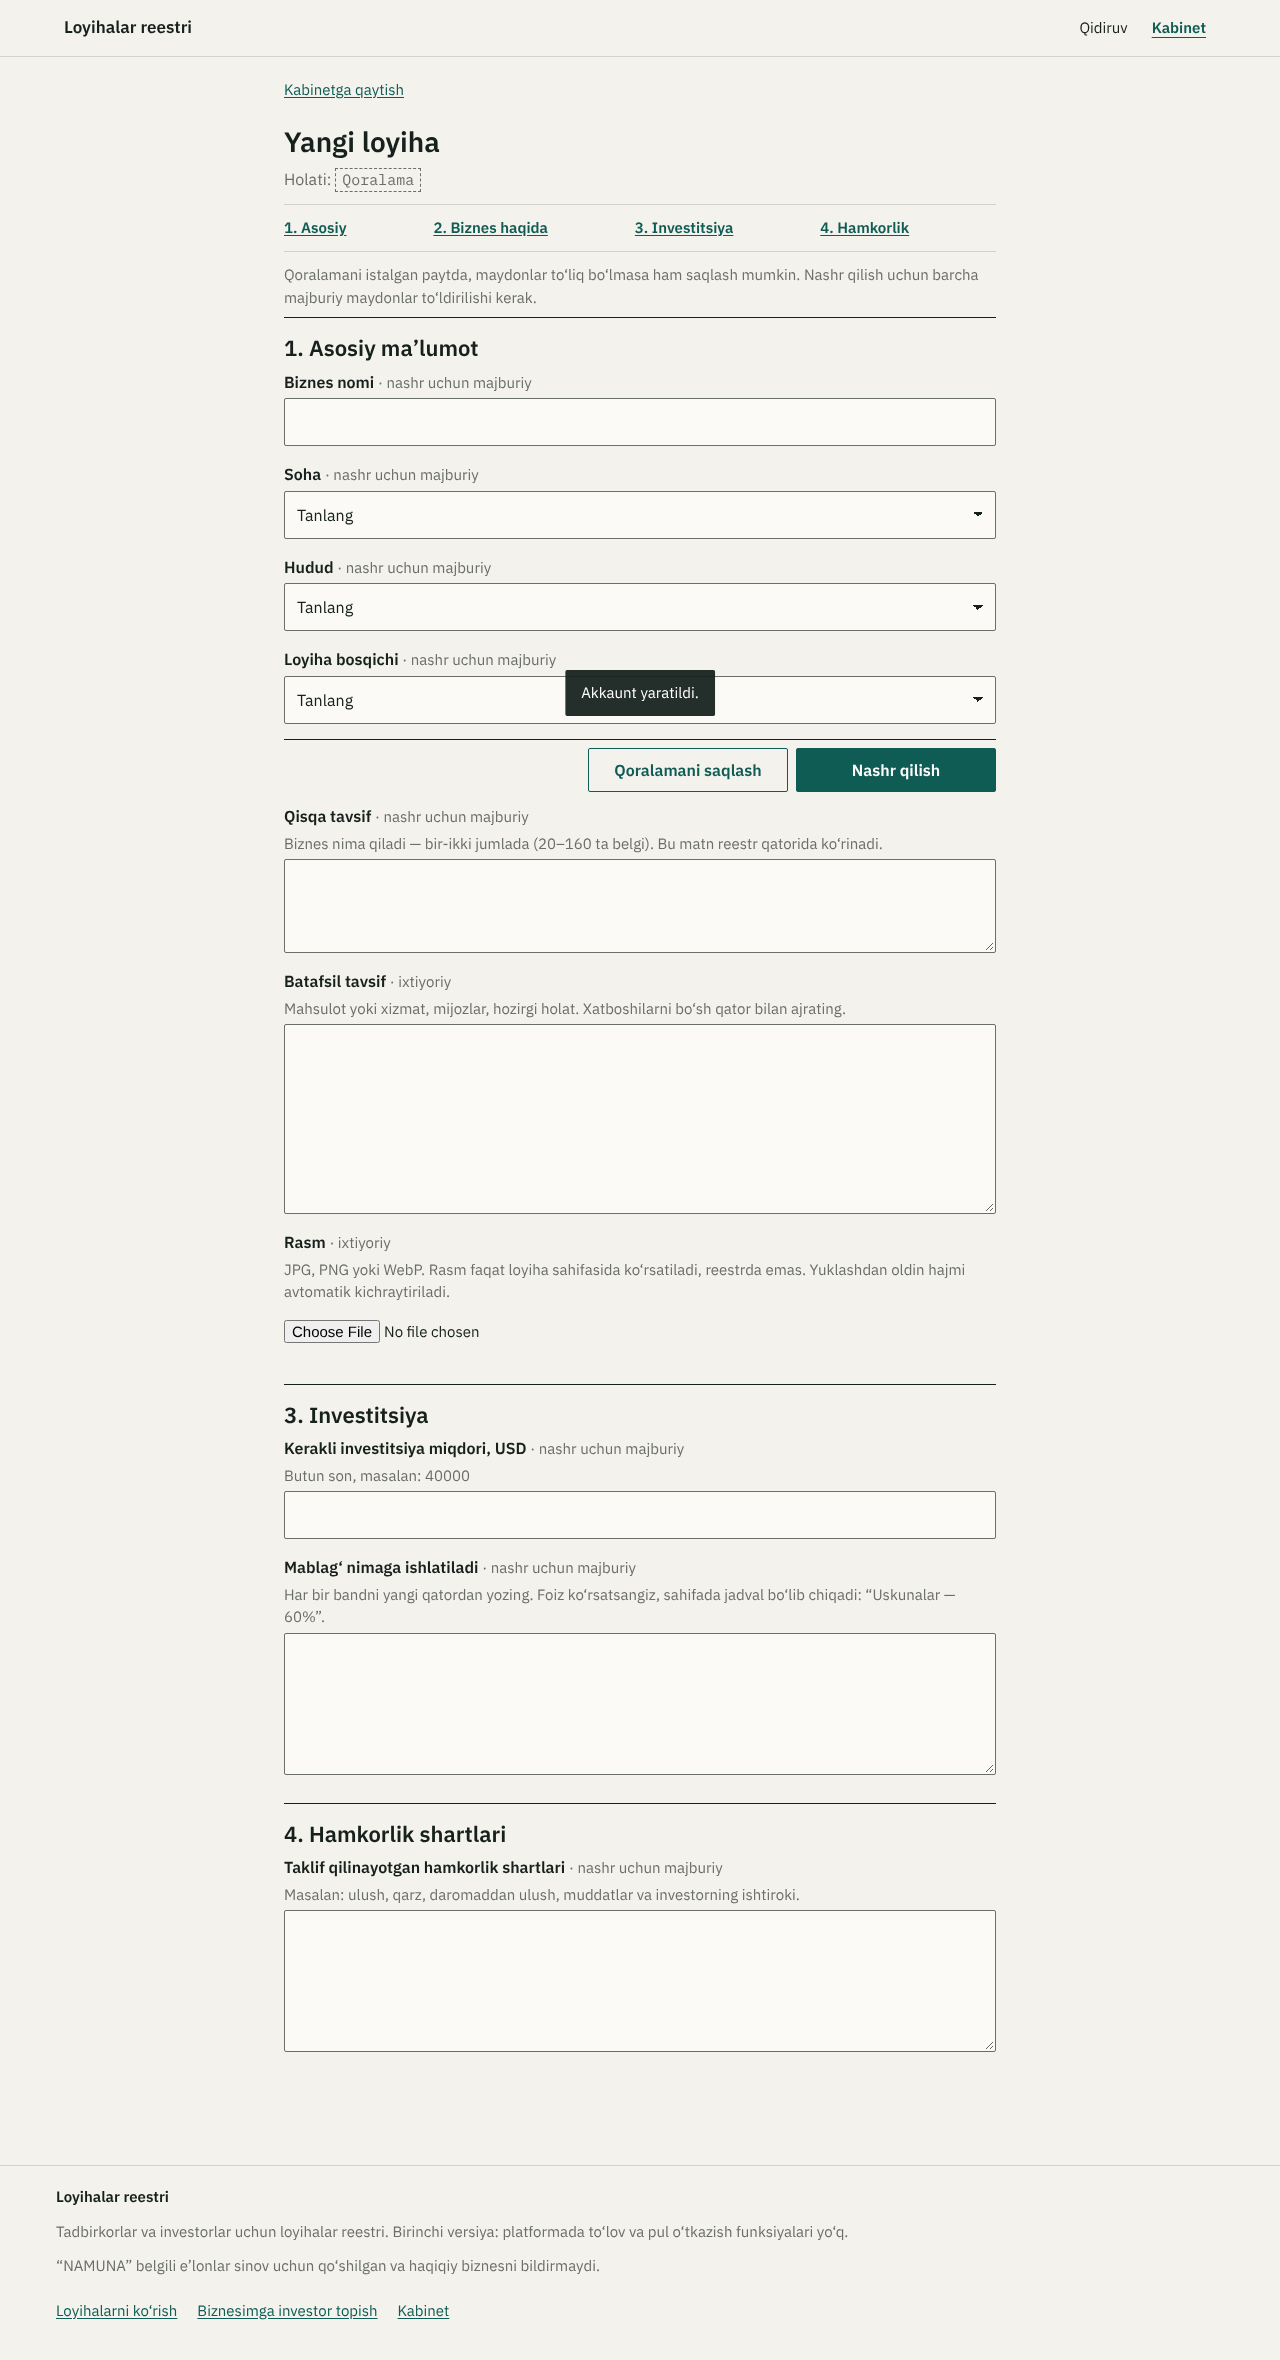 Loyihalar reestri
Qidiruv
Kabinet
Kabinetga qaytish
Yangi loyiha
Holati: Qoralama
1. Asosiy
2. Biznes haqida
3. Investitsiya
4. Hamkorlik
Qoralamani istalgan paytda, maydonlar to‘liq bo‘lmasa ham saqlash mumkin. Nashr qilish uchun barcha
majburiy maydonlar to‘ldirilishi kerak.
1. Asosiy ma’lumot
Biznes nomi · nashr uchun majburiy
Soha · nashr uchun majburiy
Tanlang
Hudud · nashr uchun majburiy
Tanlang
Loyiha bosqichi · nashr uchun majburiy
Tanlang
Akkaunt yaratildi.
Qoralamani saqlash
Nashr qilish
Qisqa tavsif · nashr uchun majburiy
Biznes nima qiladi — bir-ikki jumlada (20–160 ta belgi). Bu matn reestr qatorida ko‘rinadi.
Batafsil tavsif · ixtiyoriy
Mahsulot yoki xizmat, mijozlar, hozirgi holat. Xatboshilarni bo‘sh qator bilan ajrating.
Rasm · ixtiyoriy
JPG, PNG yoki WebP. Rasm faqat loyiha sahifasida ko‘rsatiladi, reestrda emas. Yuklashdan oldin hajmi
avtomatik kichraytiriladi.
Choose File No file chosen
3. Investitsiya
Kerakli investitsiya miqdori, USD · nashr uchun majburiy
Butun son, masalan: 40000
Mablag‘ nimaga ishlatiladi · nashr uchun majburiy
Har bir bandni yangi qatordan yozing. Foiz ko‘rsatsangiz, sahifada jadval bo‘lib chiqadi: “Uskunalar —
60%”.
4. Hamkorlik shartlari
Taklif qilinayotgan hamkorlik shartlari · nashr uchun majburiy
Masalan: ulush, qarz, daromaddan ulush, muddatlar va investorning ishtiroki.
Loyihalar reestri
Tadbirkorlar va investorlar uchun loyihalar reestri. Birinchi versiya: platformada to‘lov va pul o‘tkazish funksiyalari yo‘q.
“NAMUNA” belgili e’lonlar sinov uchun qo‘shilgan va haqiqiy biznesni bildirmaydi.
Loyihalarni ko‘rish
Biznesimga investor topish
Kabinet